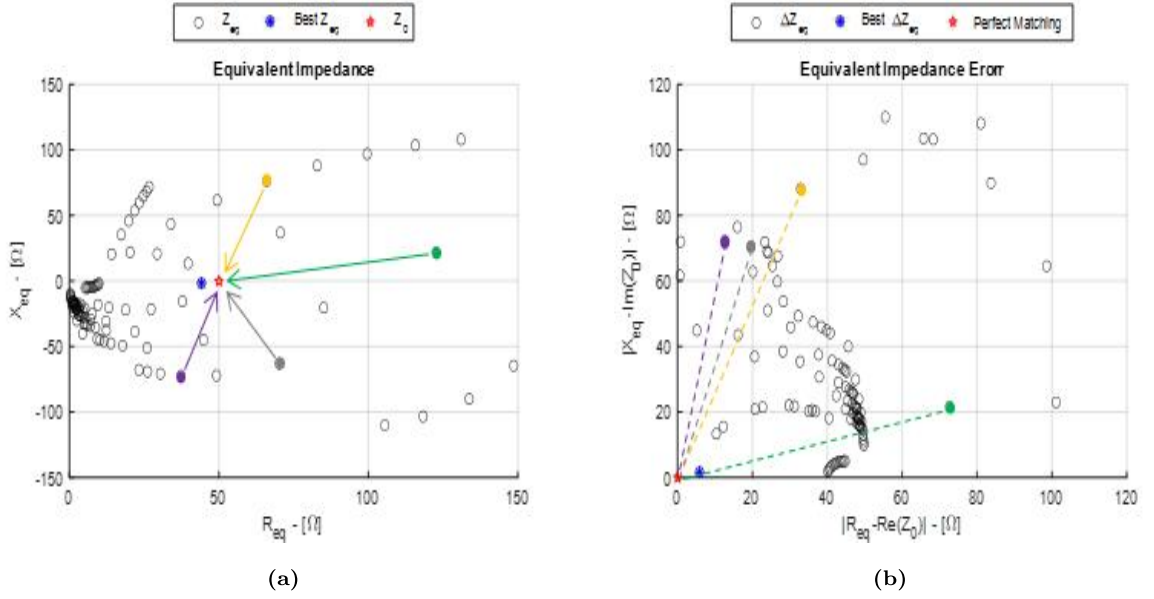 Z_eq Best Z_eq Z_0
Equivalent Impedance
150
100
50
0
-50
-100
-150
X_eq - [Ω]
0 50 100 150
R_eq - [Ω]
(a)
ΔZ_eq Best ΔZ_eq Perfect Matching
Equivalent Impedance Erorr
120
100
80
60
40
20
0
|X_eq-Im(Z_0)| - [Ω]
0 20 40 60 80 100 120
|R_eq-Re(Z_0)| - [Ω]
(b)